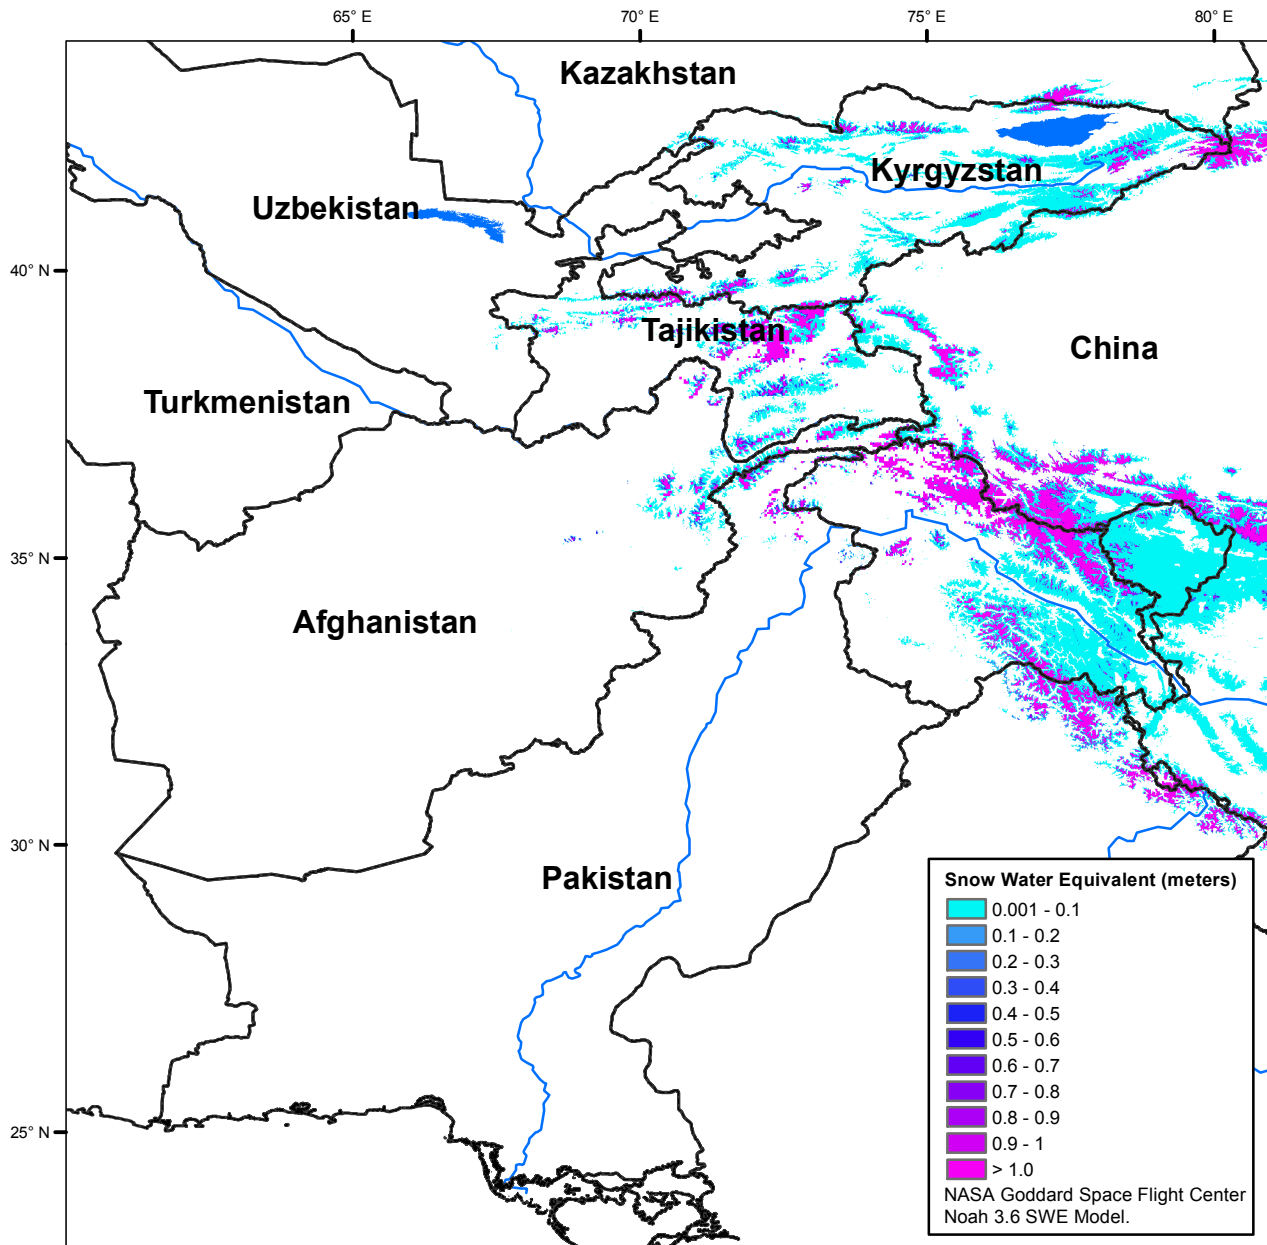 65° E
70° E
75° E
80° E
Kazakhstan
Kyrgyzstan
Uzbekistan
40° N
Tajikistan
China
Turkmenistan
35° N
Afghanistan
30° N
Pakistan
25° N
Snow Water Equivalent (meters)
0.001 - 0.1
0.1 - 0.2
0.2 - 0.3
0.3 - 0.4
0.4 - 0.5
0.5 - 0.6
0.6 - 0.7
0.7 - 0.8
0.8 - 0.9
0.9 - 1
> 1.0
NASA Goddard Space Flight Center
Noah 3.6 SWE Model.